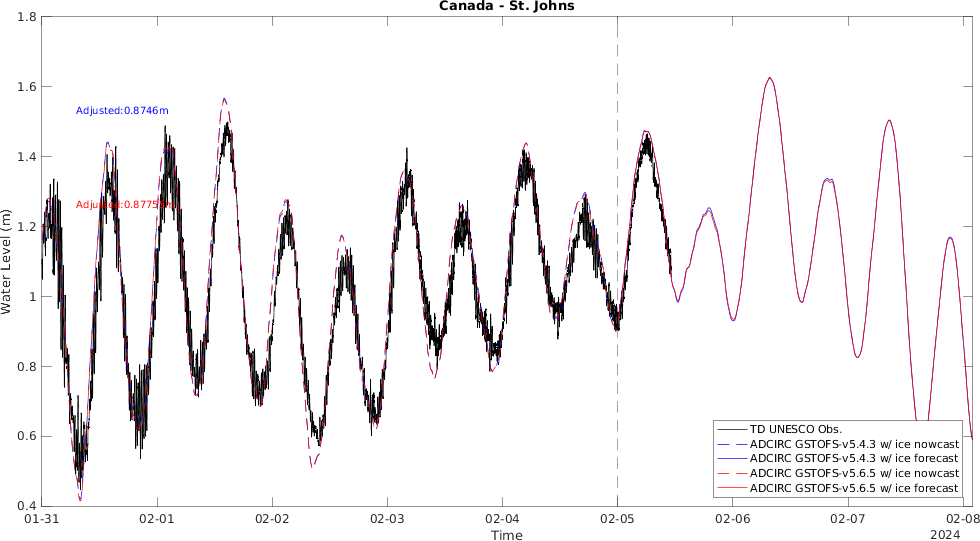 Canada - St. Johns
1.8
1.6
1.4
1.2
1
0.8
0.6
0.4
Water Level (m)
Adjusted:0.8746m
Adjusted:0.8775
TD UNESCO Obs.
ADCIRC GSTOFS-v5.4.3 w/ ice nowcast
ADCIRC GSTOFS-v5.4.3 w/ ice forecast
ADCIRC GSTOFS-v5.6.5 w/ ice nowcast
ADCIRC GSTOFS-v5.6.5 w/ ice forecast
01-31
02-01
02-02
02-03
02-04
02-05
02-06
02-07
02-08
Time
2024